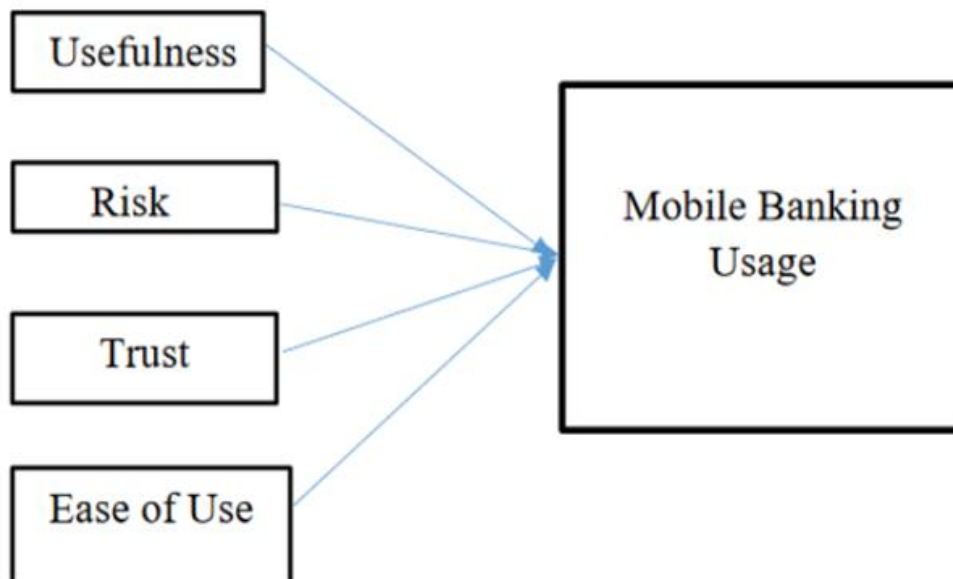 Usefulness
Risk
Trust
Ease of Use
Mobile Banking
Usage